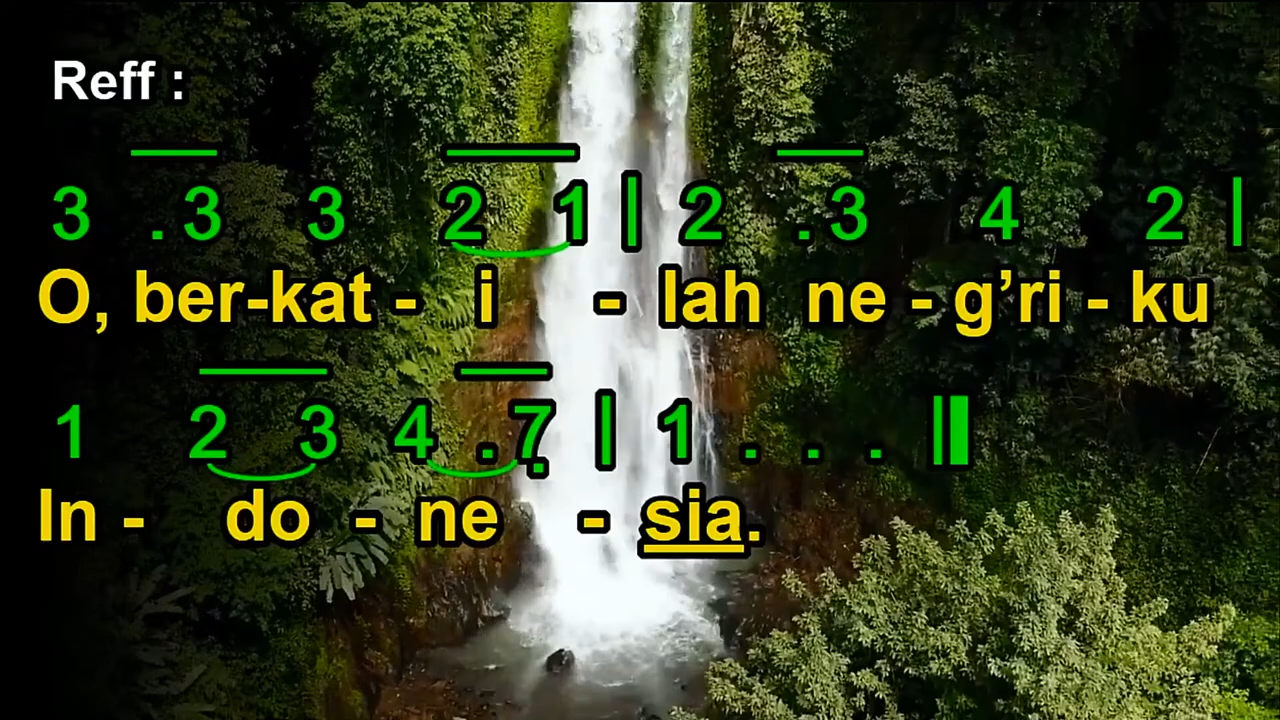 Reff :
3 . 3 3 2 1 | 2 . 3 4 2 |
O, ber-kat - i - lah ne - g’ri - ku
1 2 3 4 . 7̣ | 1 . . . ||
In - do - ne - sia.